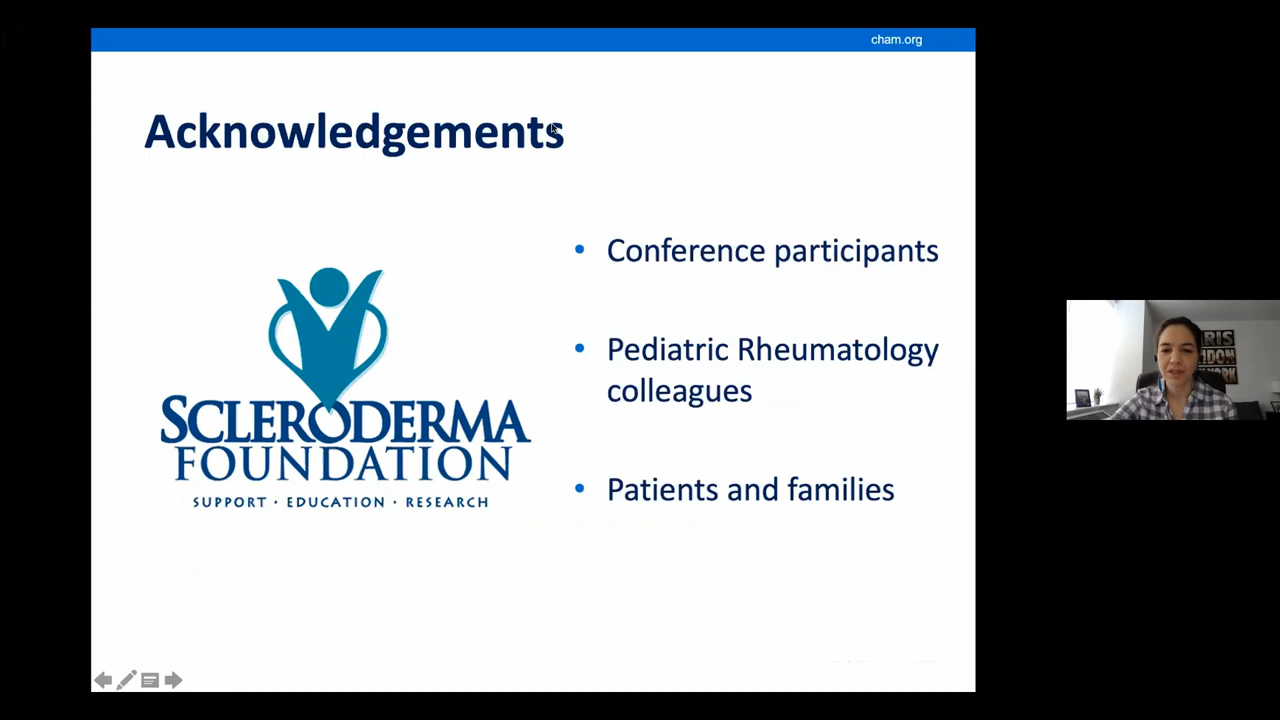 cham.org
Acknowledgements
SCLERODERMA
FOUNDATION
SUPPORT · EDUCATION · RESEARCH
• Conference participants
• Pediatric Rheumatology
colleagues
• Patients and families